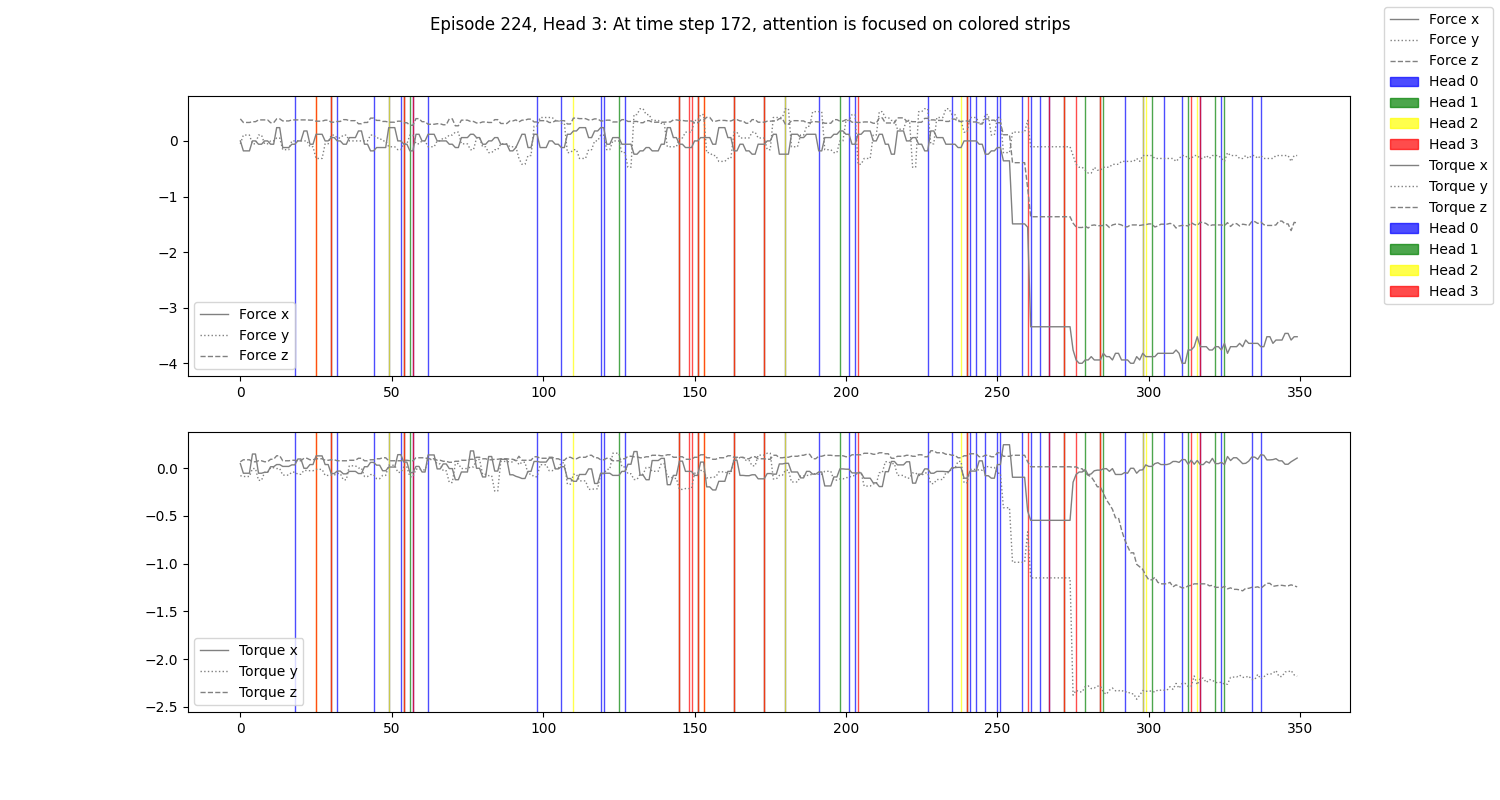 Episode 224, Head 3: At time step 172, attention is focused on colored strips
Force x
Force y
Force z
Head 0
Head 1
Head 2
Head 3
Torque x
Torque y
Torque z
Head 0
Head 1
Head 2
Head 3
0
−1
−2
−3
−4
Force x
Force y
Force z
0 50 100 150 200 250 300 350
0.0
−0.5
−1.0
−1.5
−2.0
−2.5
Torque x
Torque y
Torque z
0 50 100 150 200 250 300 350